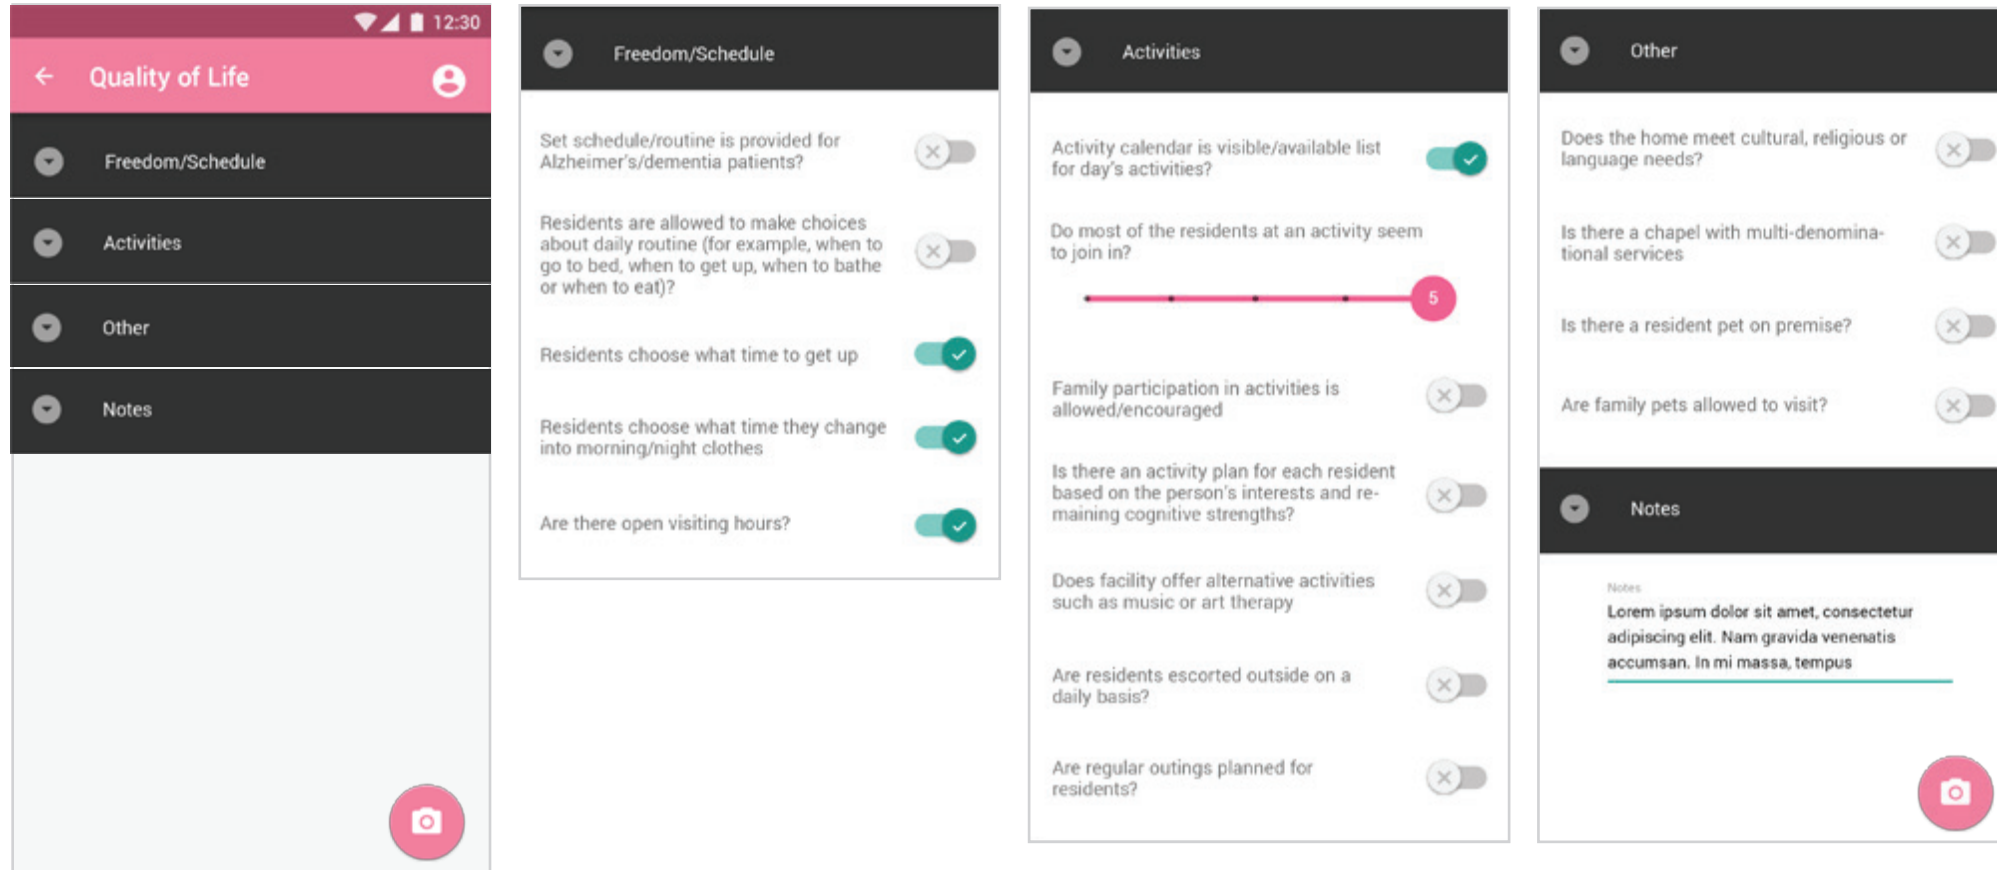 12:30
Quality of Life
Freedom/Schedule
Activities
Other
Notes
Freedom/Schedule
Set schedule/routine is provided for
Alzheimer's/dementia patients?
Residents are allowed to make choices
about daily routine (for example, when to
go to bed, when to get up, when to bathe
or when to eat)?
Residents choose what time to get up
Residents choose what time they change
into morning/night clothes
Are there open visiting hours?
Activities
Activity calendar is visible/available list
for day's activities?
Do most of the residents at an activity seem
to join in?
5
Family participation in activities is
allowed/encouraged
Is there an activity plan for each resident
based on the person's interests and re-
maining cognitive strengths?
Does facility offer alternative activities
such as music or art therapy
Are residents escorted outside on a
daily basis?
Are regular outings planned for
residents?
Other
Does the home meet cultural, religious or
language needs?
Is there a chapel with multi-denomina-
tional services
Is there a resident pet on premise?
Are family pets allowed to visit?
Notes
Notes
Lorem ipsum dolor sit amet, consectetur
adipiscing elit. Nam gravida venenatis
accumsan. In mi massa, tempus